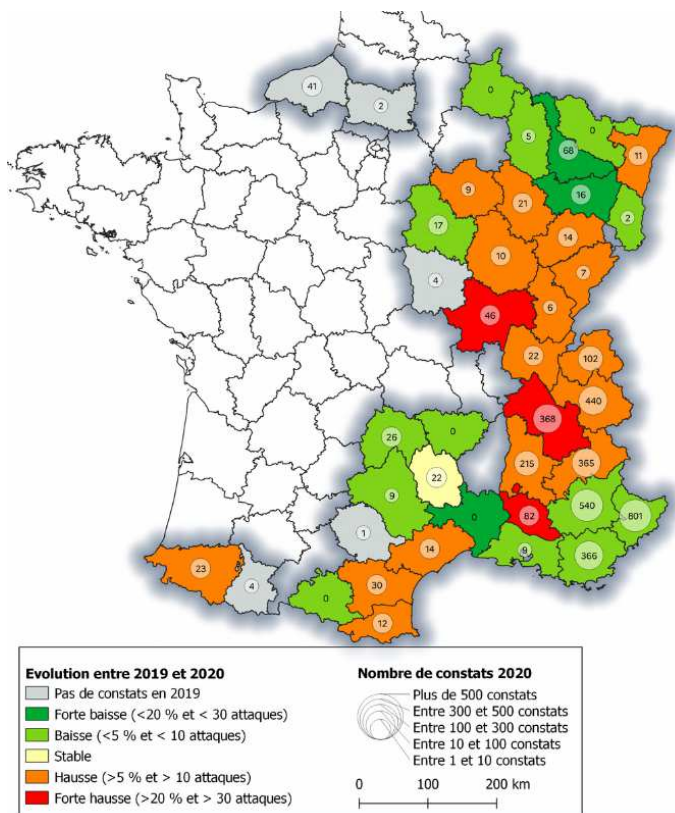 41
2
0
5
0
68
11
16
2
9
21
17
14
10
7
4
6
46
22
102
440
368
26
0
215
365
22
9
540
601
0
82
1
9
366
14
23
4
30
0
12
Evolution entre 2019 et 2020
Pas de constats en 2019
Forte baisse (<20 % et < 30 attaques)
Baisse (<5 % et < 10 attaques)
Stable
Hausse (>5 % et > 10 attaques)
Forte hausse (>20 % et > 30 attaques)
Nombre de constats 2020
Plus de 500 constats
Entre 300 et 500 constats
Entre 100 et 300 constats
Entre 10 et 100 constats
Entre 1 et 10 constats
0 100 200 km